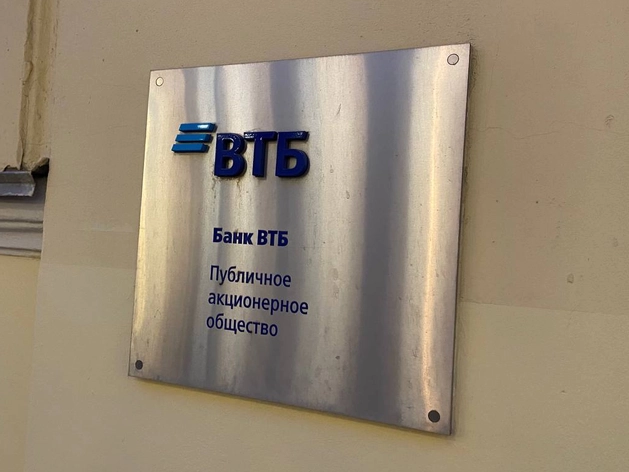 ВТБ
Банк ВТБ
Публичное
акционерное
общество